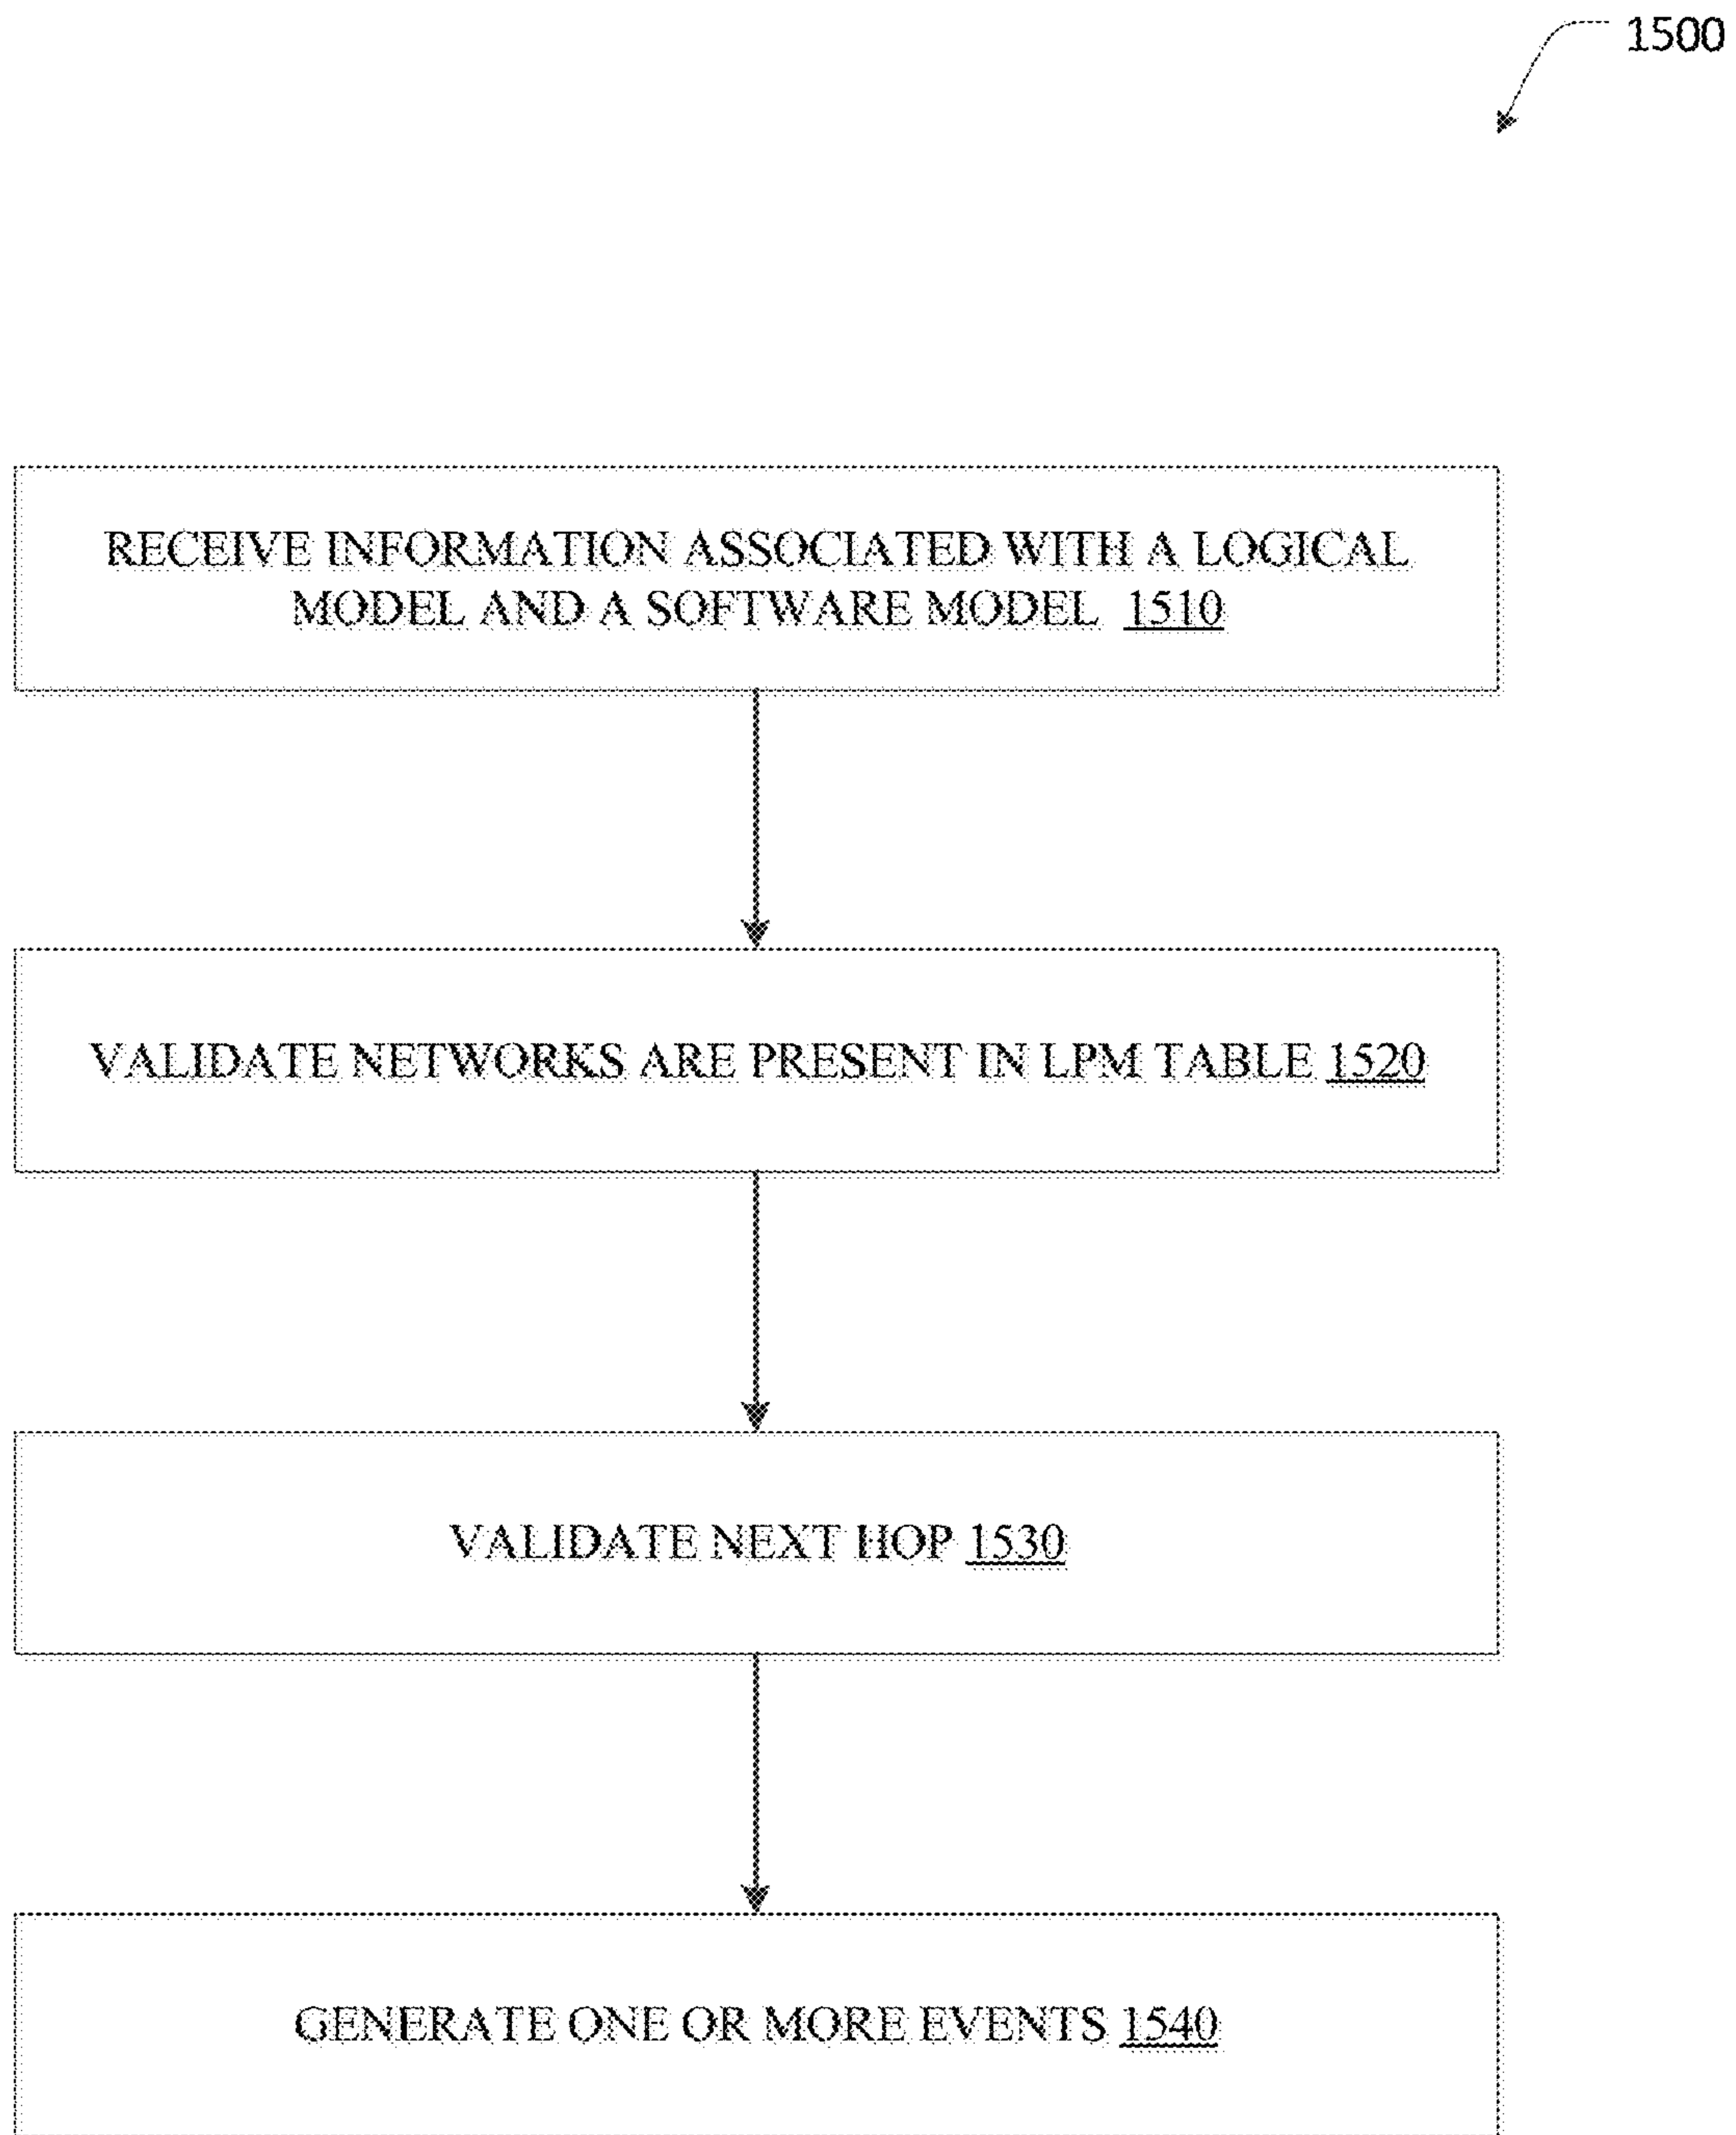 1500
RECEIVE INFORMATION ASSOCIATED WITH A LOGICAL
MODEL AND A SOFTWARE MODEL 1510
VALIDATE NETWORKS ARE PRESENT IN LPM TABLE 1520
VALIDATE NEXT HOP 1530
GENERATE ONE OR MORE EVENTS 1540